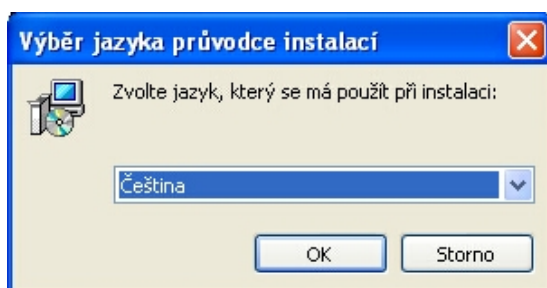 Výběr jazyka průvodce instalací
Zvolte jazyk, který se má použít při instalaci:
Čeština
OK
Storno